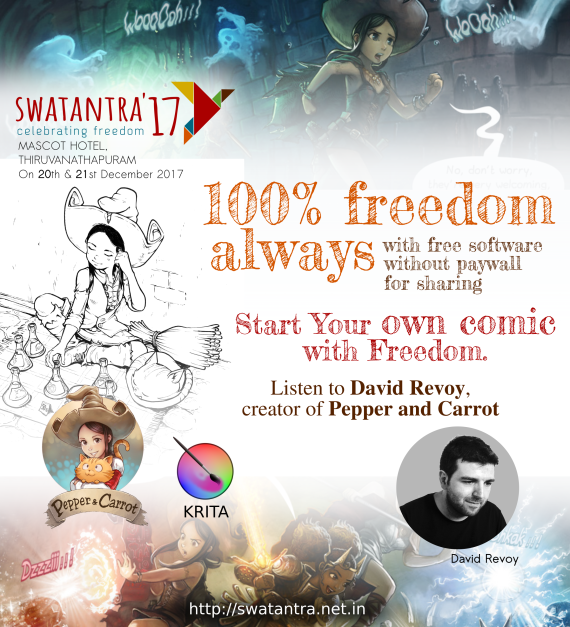 WoooOoh!!!
WoOooh!!
SWATANTRA'17
celebrating freedom
MASCOT HOTEL,
THIRUVANATHAPURAM
On 20th & 21st December 2017
No, don't worry,
100% freedom
always
with free software
without paywall
for sharing
Start Your own comic
with Freedom.
Listen to David Revoy,
creator of Pepper and Carrot
Pepper & Carrot
KRITA
David Revoy
Dzzziii!!!
http://swatantra.net.in